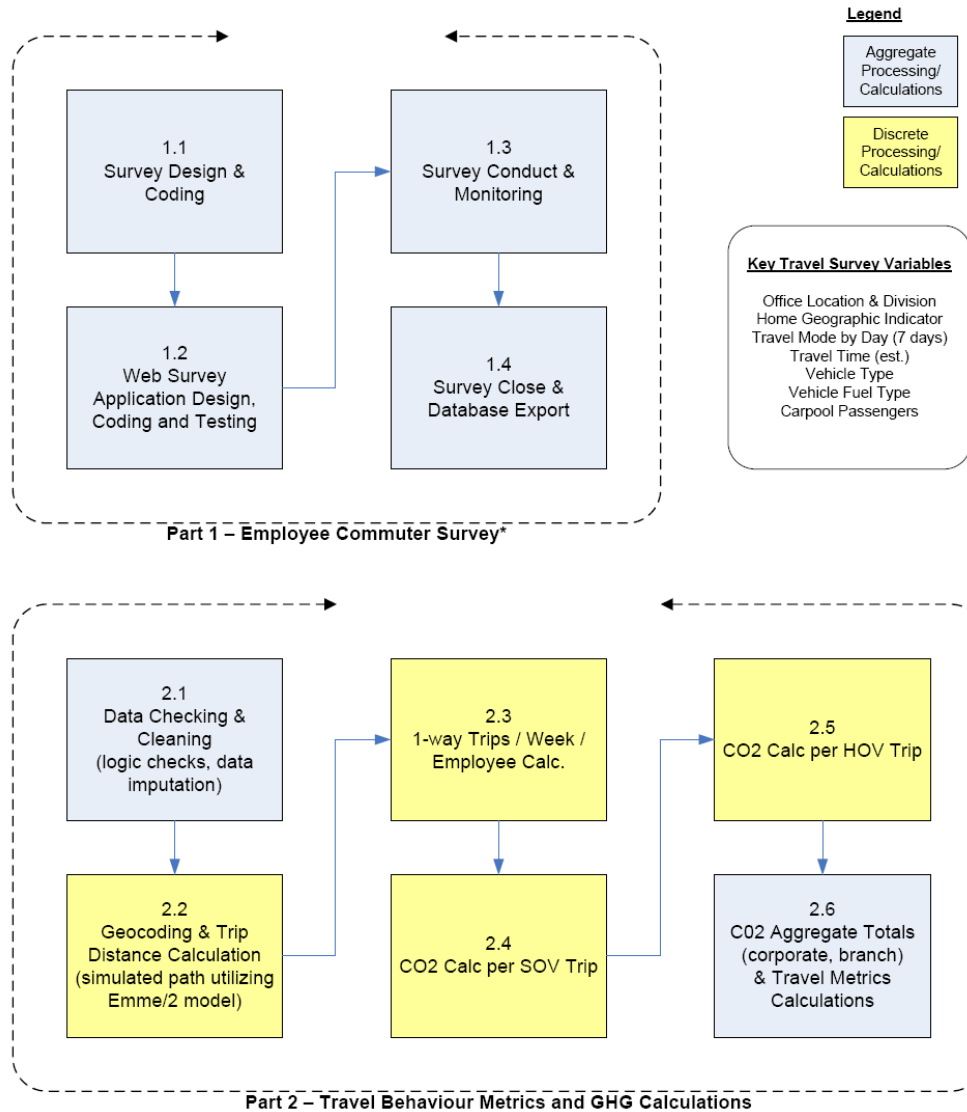 Legend
Aggregate
Processing/
Calculations
Discrete
Processing/
Calculations
1.1
Survey Design &
Coding
1.2
Web Survey
Application Design,
Coding and Testing
1.3
Survey Conduct &
Monitoring
1.4
Survey Close &
Database Export
Key Travel Survey Variables
Office Location & Division
Home Geographic Indicator
Travel Mode by Day (7 days)
Travel Time (est.)
Vehicle Type
Vehicle Fuel Type
Carpool Passengers
Part 1 – Employee Commuter Survey*
2.1
Data Checking &
Cleaning
(logic checks, data
imputation)
2.2
Geocoding & Trip
Distance Calculation
(simulated path utilizing
Emme/2 model)
2.3
1-way Trips / Week /
Employee Calc.
2.4
CO2 Calc per SOV Trip
2.5
CO2 Calc per HOV Trip
2.6
C02 Aggregate Totals
(corporate, branch)
& Travel Metrics
Calculations
Part 2 – Travel Behaviour Metrics and GHG Calculations